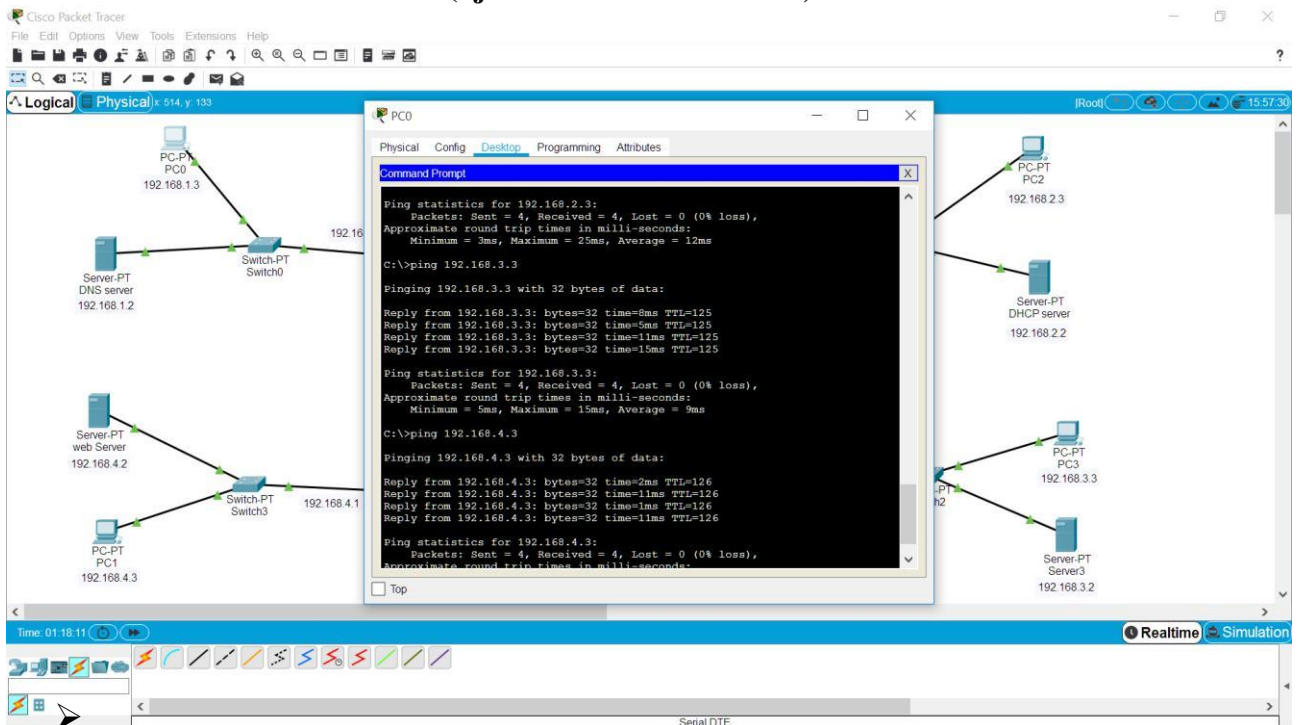 Cisco Packet Tracer
File Edit Options View Tools Extensions Help
?
Logical Physical x: 514, y: 133
[Root] 15:57:30
PC-PT
PC0
192.168.1.3
Server-PT
DNS server
192.168.1.2
Switch-PT
Switch0
192.16
Server-PT
web Server
192.168.4.2
Switch-PT
Switch3
192.168.4.1
PC-PT
PC1
192.168.4.3
PC0
Physical Config Desktop Programming Attributes
Command Prompt X
Ping statistics for 192.168.2.3:
Packets: Sent = 4, Received = 4, Lost = 0 (0% loss),
Approximate round trip times in milli-seconds:
Minimum = 3ms, Maximum = 25ms, Average = 12ms
C:\>ping 192.168.3.3
Pinging 192.168.3.3 with 32 bytes of data:
Reply from 192.168.3.3: bytes=32 time=8ms TTL=125
Reply from 192.168.3.3: bytes=32 time=5ms TTL=125
Reply from 192.168.3.3: bytes=32 time=11ms TTL=125
Reply from 192.168.3.3: bytes=32 time=15ms TTL=125
Ping statistics for 192.168.3.3:
Packets: Sent = 4, Received = 4, Lost = 0 (0% loss),
Approximate round trip times in milli-seconds:
Minimum = 5ms, Maximum = 15ms, Average = 9ms
C:\>ping 192.168.4.3
Pinging 192.168.4.3 with 32 bytes of data:
Reply from 192.168.4.3: bytes=32 time=2ms TTL=126
Reply from 192.168.4.3: bytes=32 time=11ms TTL=126
Reply from 192.168.4.3: bytes=32 time=1ms TTL=126
Reply from 192.168.4.3: bytes=32 time=11ms TTL=126
Ping statistics for 192.168.4.3:
Packets: Sent = 4, Received = 4, Lost = 0 (0% loss),
Approximate round trip times in milli-seconds:
Top
PC-PT
PC2
192.168.2.3
Server-PT
DHCP server
192.168.2.2
PC-PT
PC3
192.168.3.3
-PT
h2
Server-PT
Server3
192.168.3.2
Time: 01:18:11
Realtime Simulation
Serial DTE